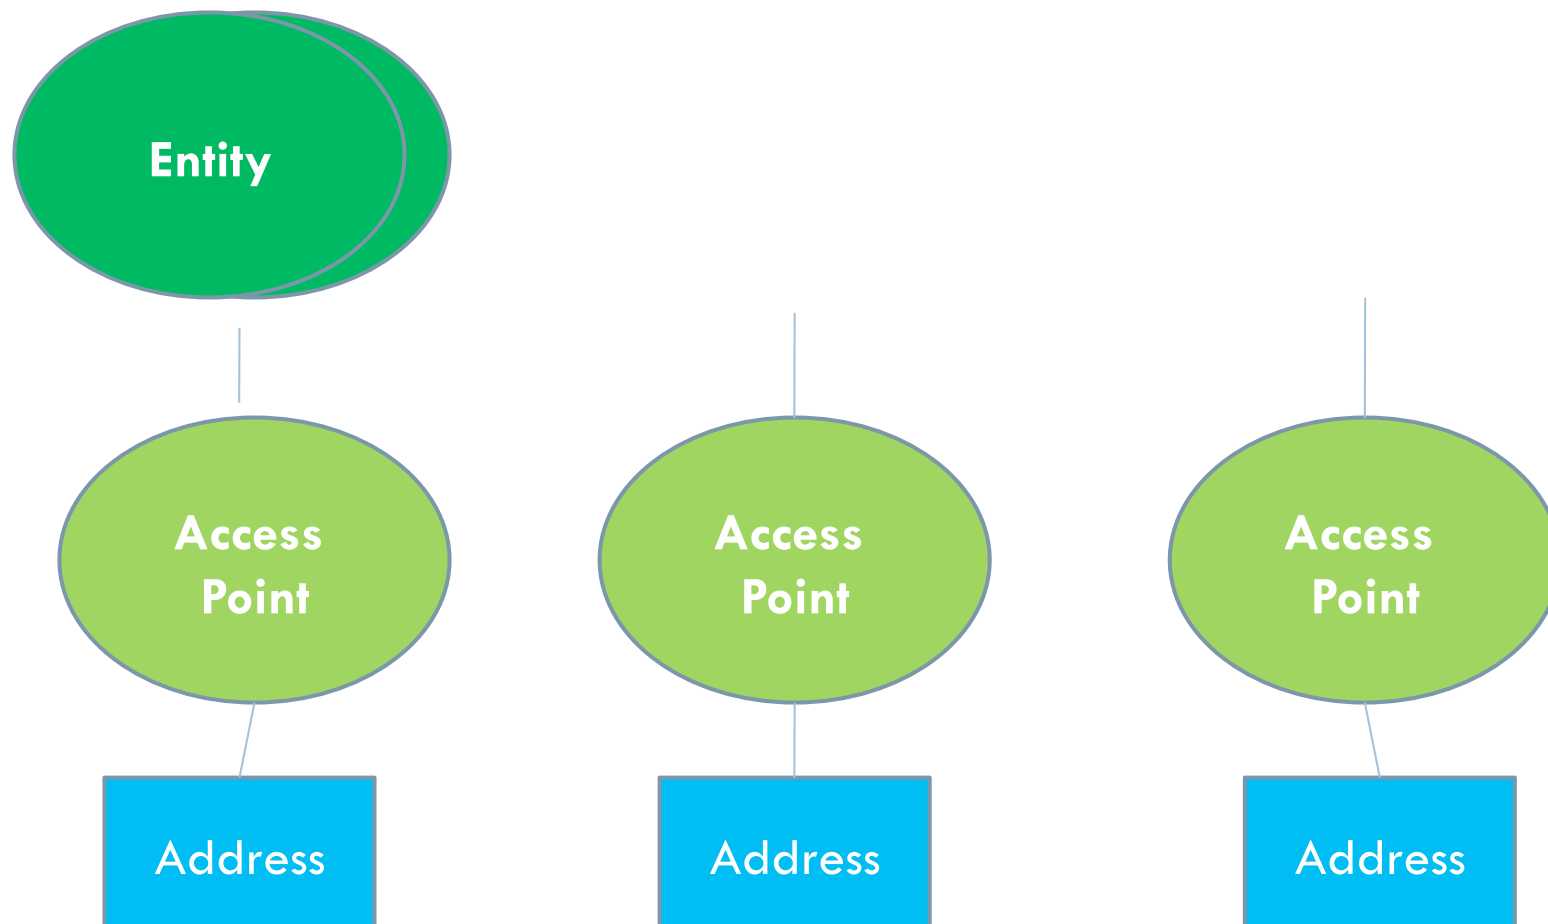 Entity
Access
Point
Access
Point
Access
Point
Address
Address
Address